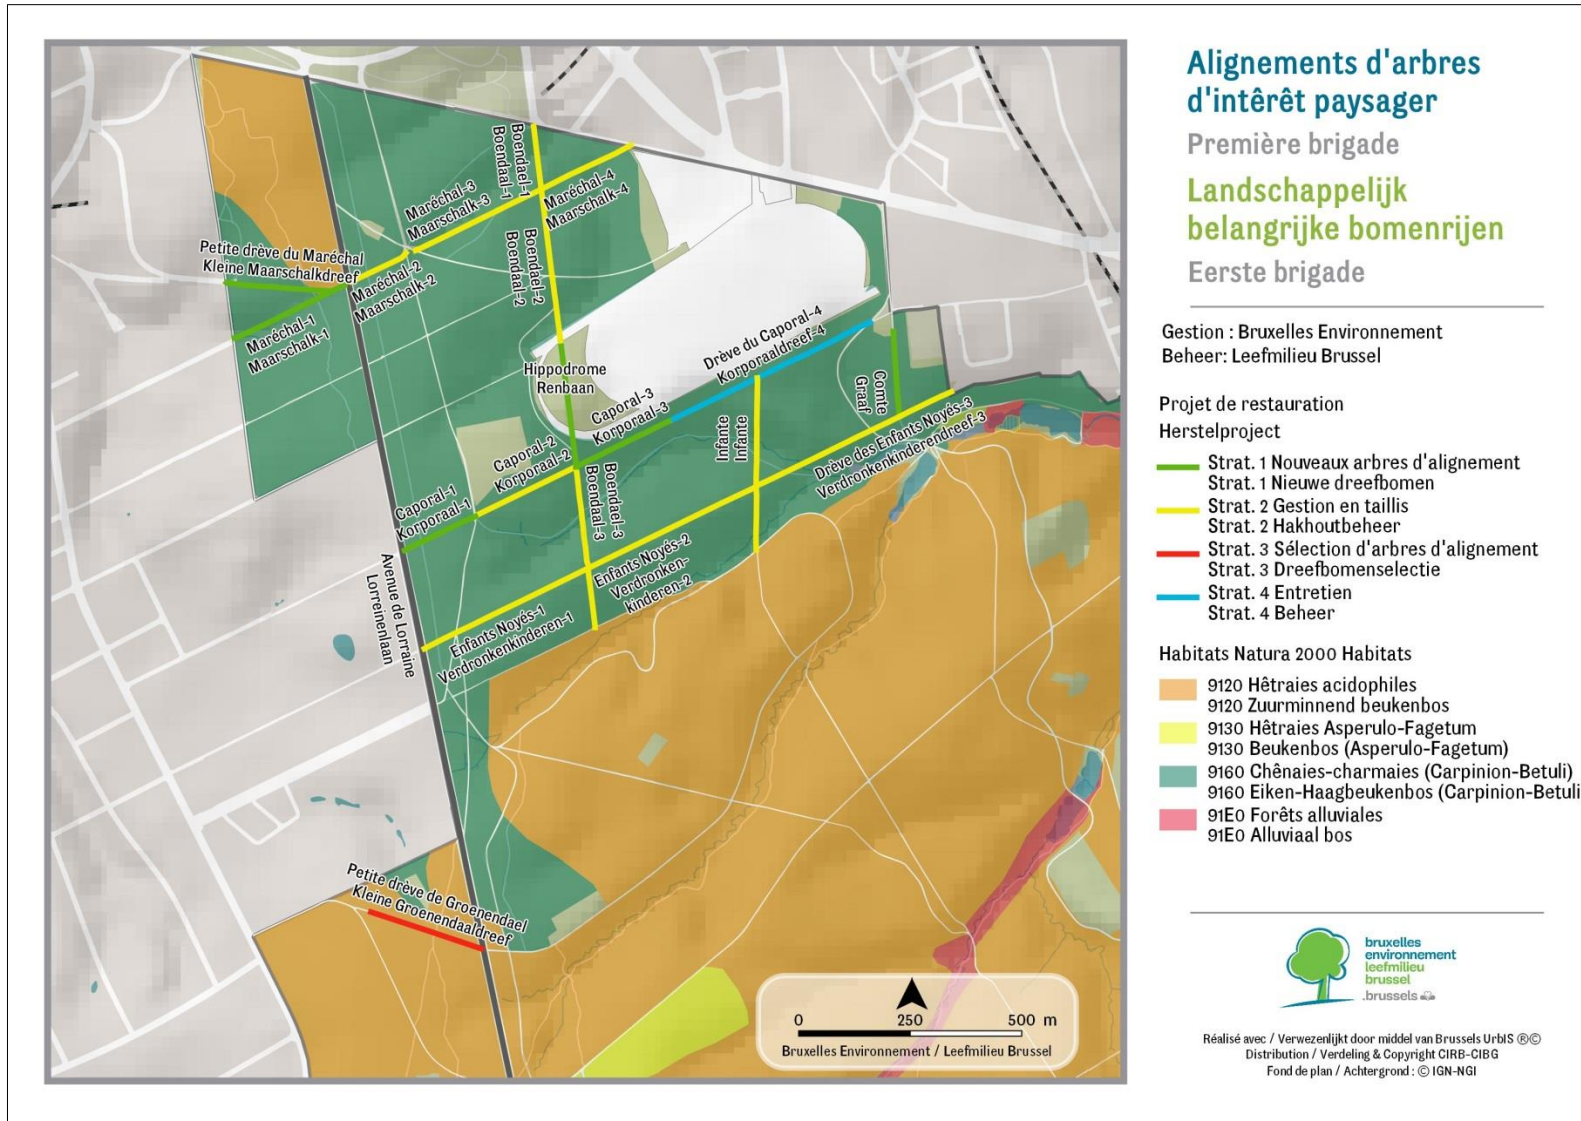 Alignements d'arbres
d'intérêt paysager
Première brigade
Landschappelijk
belangrijke bomenrijen
Eerste brigade
Gestion : Bruxelles Environnement
Beheer: Leefmilieu Brussel
Projet de restauration
Herstelproject
Strat. 1 Nouveaux arbres d'alignement
Strat. 1 Nieuwe dreefbomen
Strat. 2 Gestion en taillis
Strat. 2 Hakhoutbeheer
Strat. 3 Sélection d'arbres d'alignement
Strat. 3 Dreefbomenselectie
Strat. 4 Entretien
Strat. 4 Beheer
Habitats Natura 2000 Habitats
9120 Hêtraies acidophiles
9120 Zuurminnend beukenbos
9130 Hêtraies Asperulo-Fagetum
9130 Beukenbos (Asperulo-Fagetum)
9160 Chênaies-charmaies (Carpinion-Betuli)
9160 Eiken-Haagbeukenbos (Carpinion-Betuli
91E0 Forêts alluviales
91E0 Alluviaal bos
bruxelles
environnement
leefmilieu
brussel
.brussels
Réalisé avec / Verwezenlijkt door middel van Brussels UrbIS ®©
Distribution / Verdeling & Copyright CIRB-CIBG
Fond de plan / Achtergrond : © IGN-NGI
Boendael-1
Boendaal-1
Maréchal-3
Maarschalk-3
Maréchal-4
Maarschalk-4
Petite drève du Maréchal
Kleine Maarschalkdreef
Maréchal-2
Maarschalk-2
Boendael-2
Boendaal-2
Maréchal-1
Maarschalk-1
Drève du Caporal-4
Korporaaldreef-4
Hippodrome
Renbaan
Comte
Graaf
Caporal-3
Korporaal-3
Caporal-2
Korporaal-2
Infante
Infante
Drève des Enfants Noyés-3
Verdronkenkinderendreef-3
Boendael-3
Boendaal-3
Caporal-1
Korporaal-1
Avenue de Lorraine
Lorreinenlaan
Enfants Noyés-2
Verdronken-
kinderen-2
Enfants Noyés-1
Verdronkenkinderen-1
Petite drève de Groenendael
Kleine Groenendaaldreef
0 250 500 m
Bruxelles Environnement / Leefmilieu Brussel